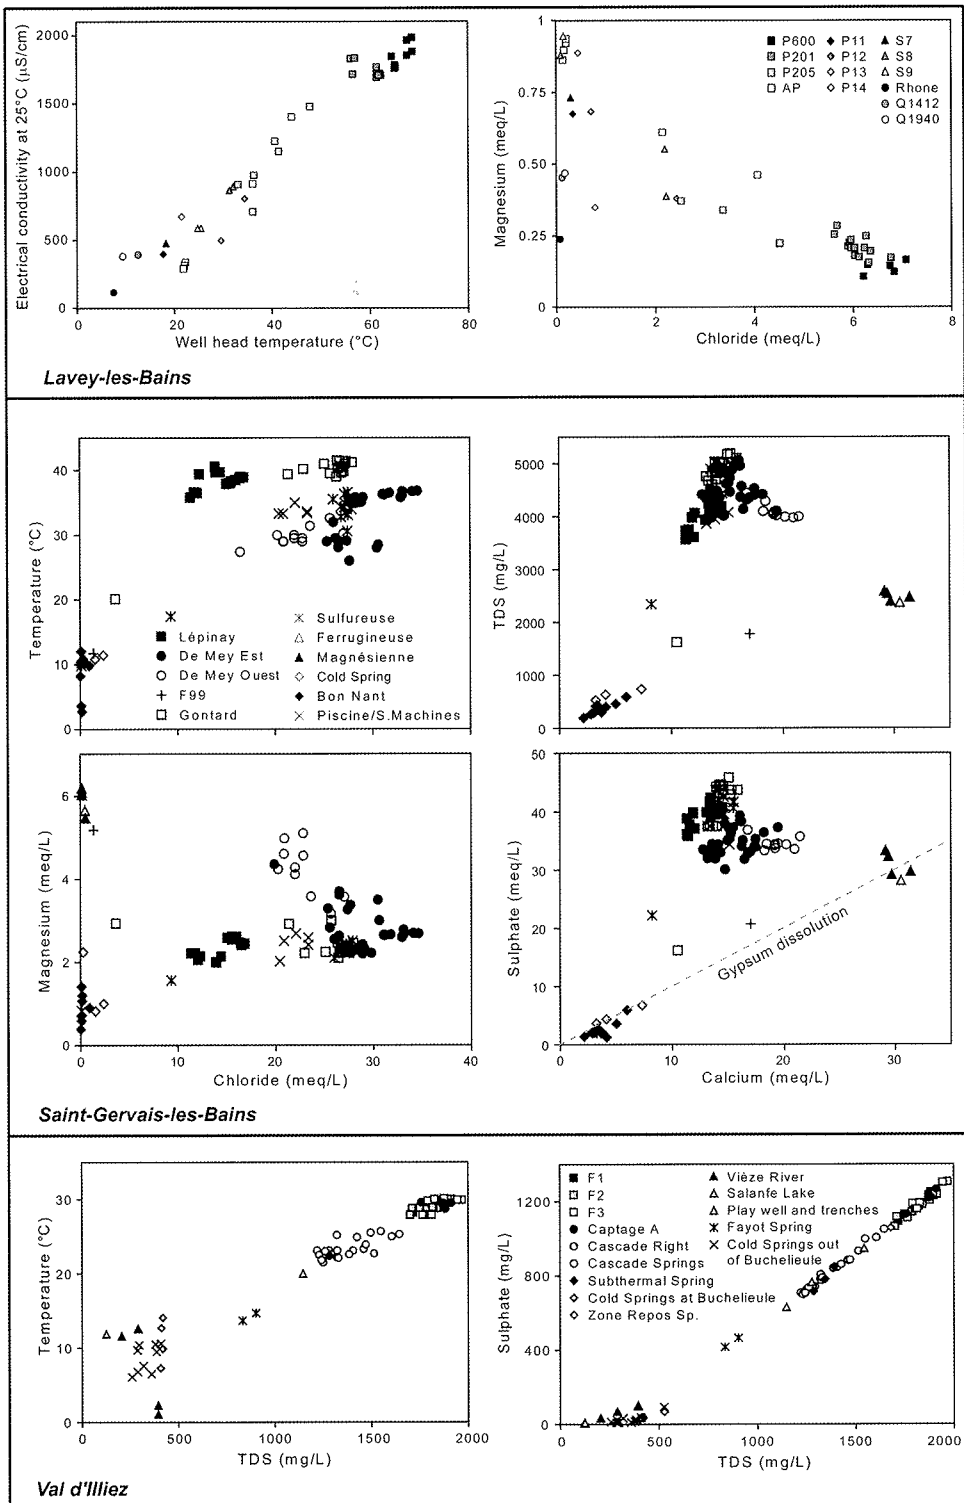 2000
1500
1000
500
0
Electrical conductivity at 25°C (µS/cm)
0 20 40 60 80
Well head temperature (°C)
1
0.75
0.50
0.25
0
Magnesium (meq/L)
0 2 4 6 8
Chloride (meq/L)
P600
P201
P205
AP
P11
P12
P13
P14
S7
S8
S9
Rhone
Q1412
Q1940
Lavey-les-Bains
40
30
20
10
0
Temperature (°C)
Lépinay
De Mey Est
De Mey Ouest
F99
Gontard
Sulfureuse
Ferrugineuse
Magnésienne
Cold Spring
Bon Nant
Piscine/S.Machines
5000
4000
3000
2000
1000
0
TDS (mg/L)
6
4
2
0
Magnesium (meq/L)
0 10 20 30 40
Chloride (meq/L)
50
40
30
20
10
0
Sulphate (meq/L)
Gypsum dissolution
0 10 20 30
Calcium (meq/L)
Saint-Gervais-les-Bains
30
20
10
0
Temperature (°C)
0 500 1000 1500 2000
TDS (mg/L)
1200
800
400
0
Sulphate (mg/L)
F1
F2
F3
Captage A
Cascade Right
Cascade Springs
Subthermal Spring
Cold Springs at Buchelieule
Zone Repos Sp.
Vièze River
Salanfe Lake
Play well and trenches
Fayot Spring
Cold Springs out
of Buchelieule
0 500 1000 1500 2000
TDS (mg/L)
Val d'Illiez